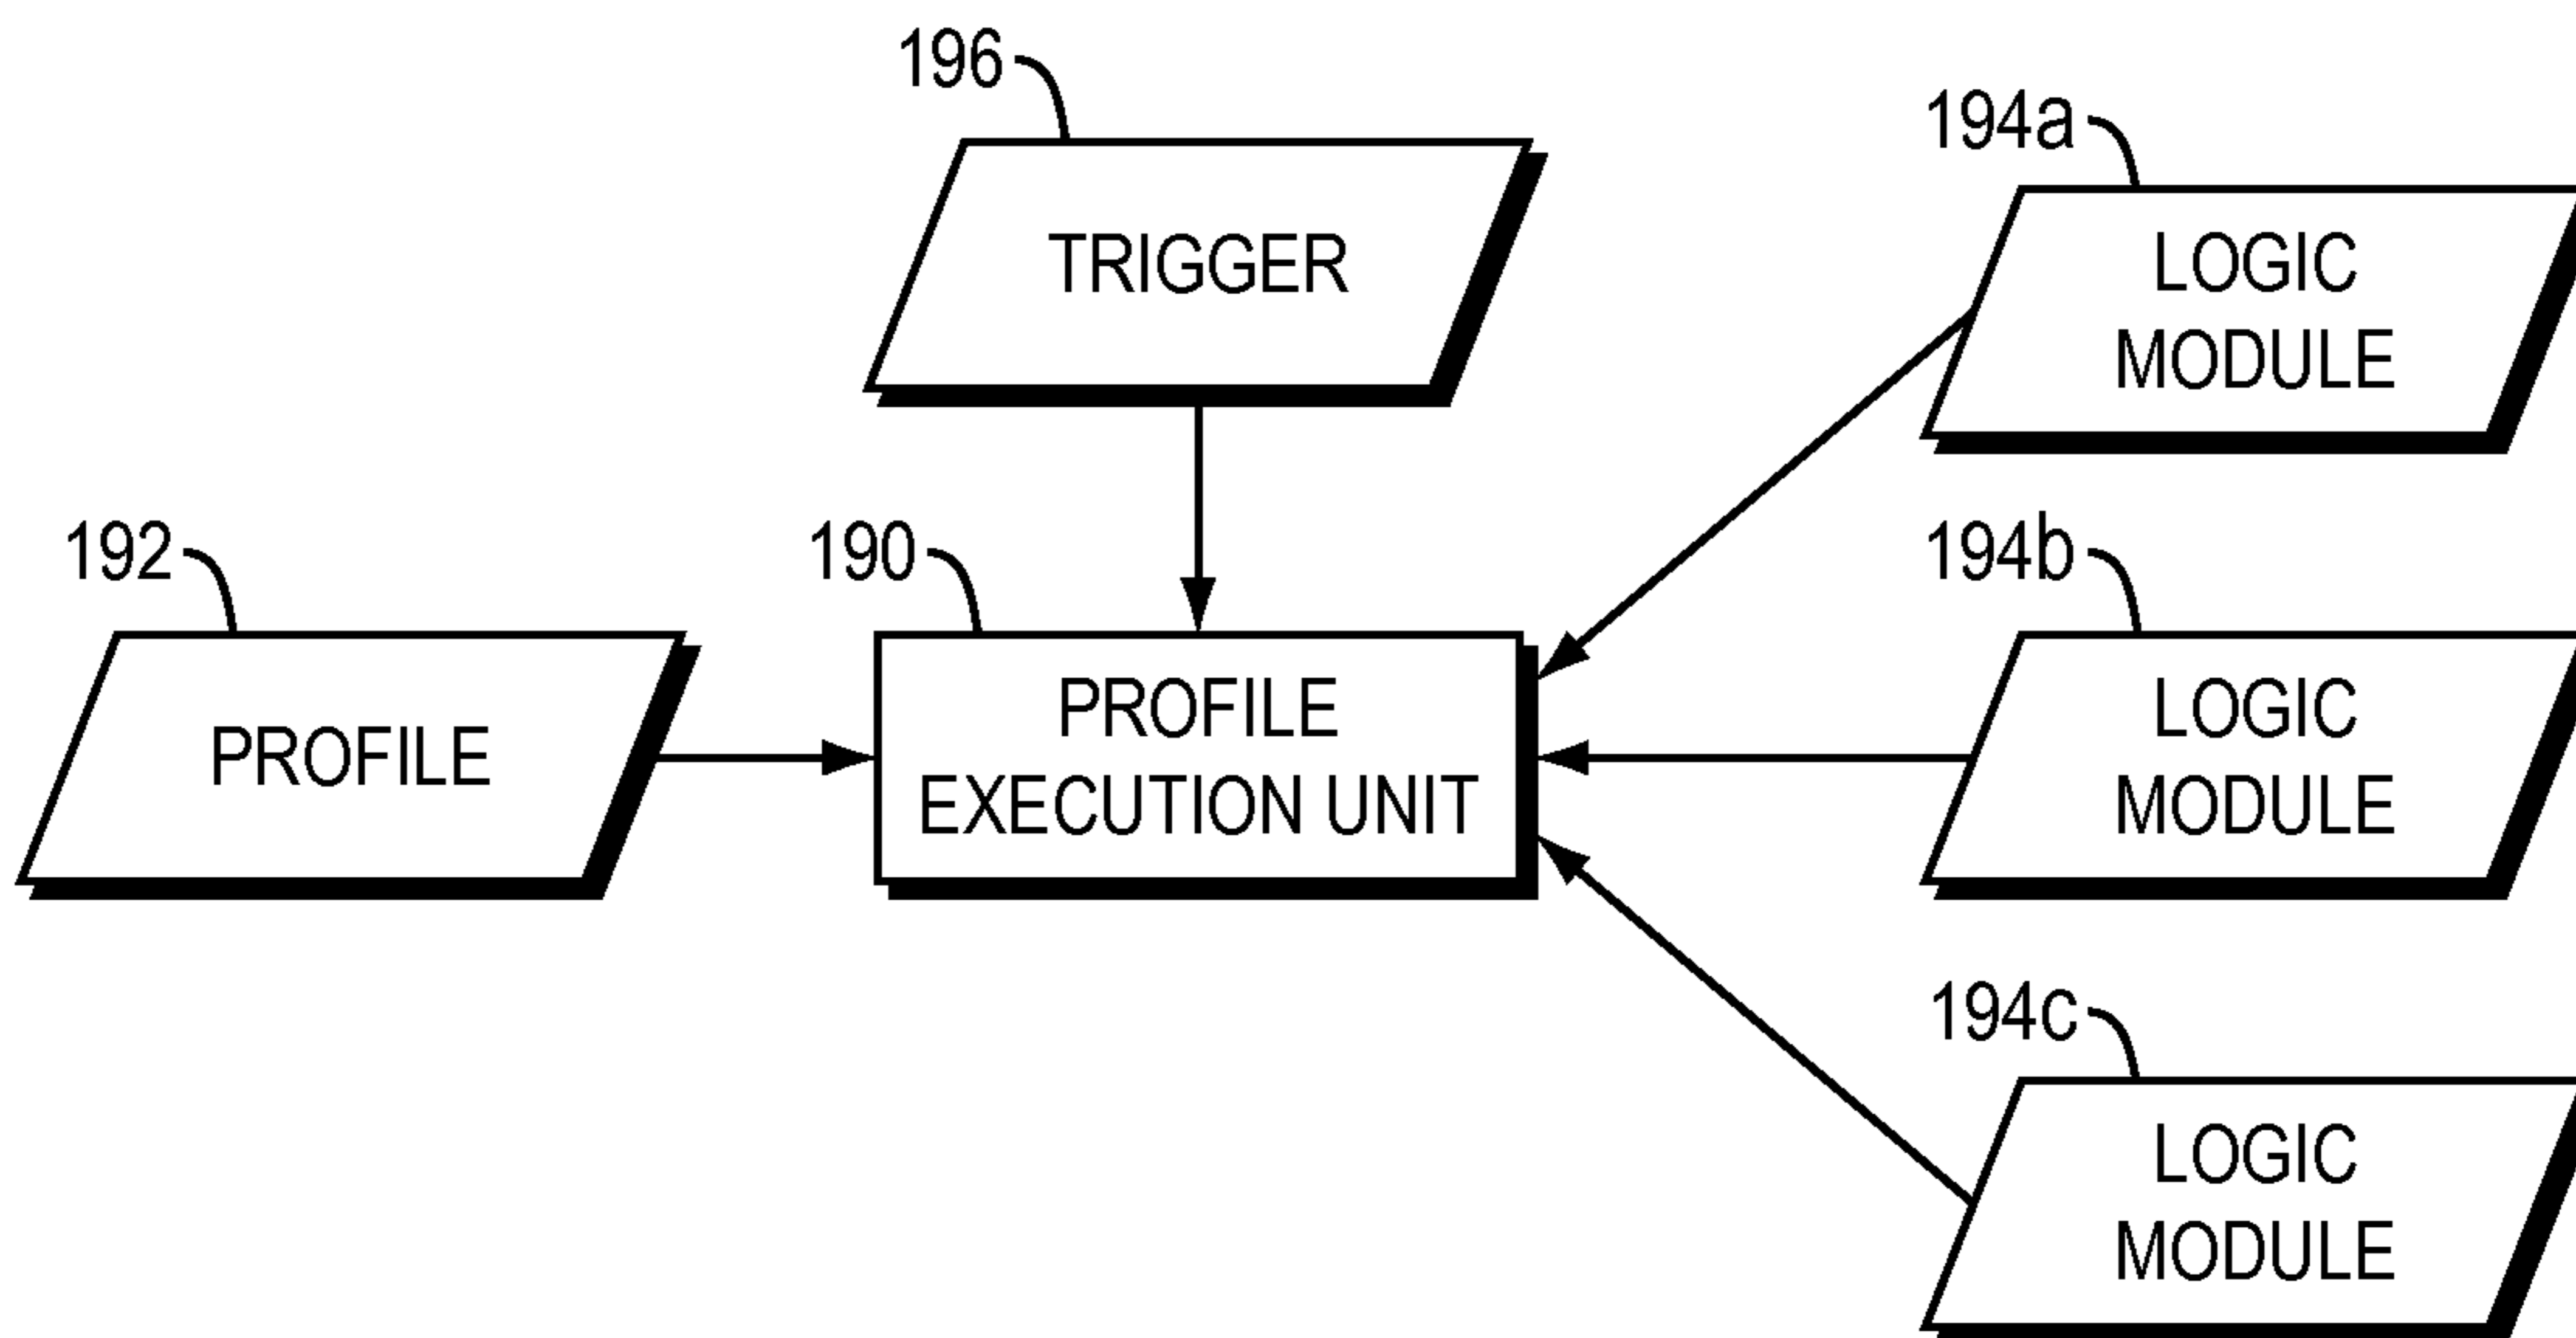 196
TRIGGER
194a
LOGIC
MODULE
192
PROFILE
190
PROFILE
EXECUTION UNIT
194b
LOGIC
MODULE
194c
LOGIC
MODULE